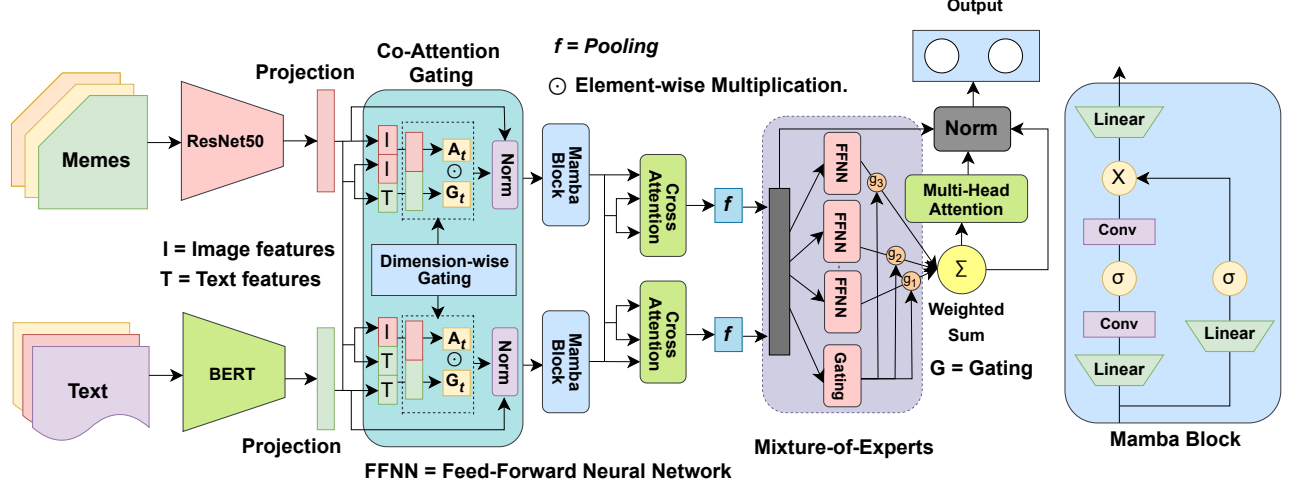 Output
Co-Attention
Gating
f = Pooling
⊙ Element-wise Multiplication.
Projection
Memes
ResNet50
I
I
T
A_t
⊙
G_t
Norm
Mamba
Block
Cross
Attention
f
FFNN
g3
FFNN
g2
FFNN
g1
Gating
Norm
Multi-Head
Attention
Σ
Weighted
Sum
G = Gating
I = Image features
T = Text features
Dimension-wise
Gating
Text
BERT
Projection
I
T
T
T
A_t
⊙
G_t
Norm
Mamba
Block
Cross
Attention
f
Mixture-of-Experts
FFNN = Feed-Forward Neural Network
Linear
X
Conv
σ
σ
Conv
Linear
Linear
Mamba Block